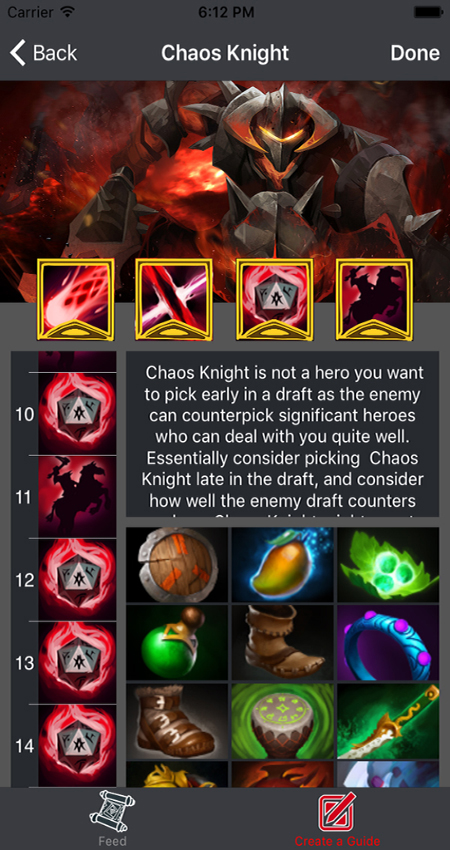 Carrier 6:12 PM
Back Chaos Knight Done
Chaos Knight is not a hero you want
to pick early in a draft as the enemy
can counterpick significant heroes
who can deal with you quite well.
Essentially consider picking  Chaos
Knight late in the draft, and consider
how well the enemy draft counters
10
11
12
13
14
Feed
Create a Guide